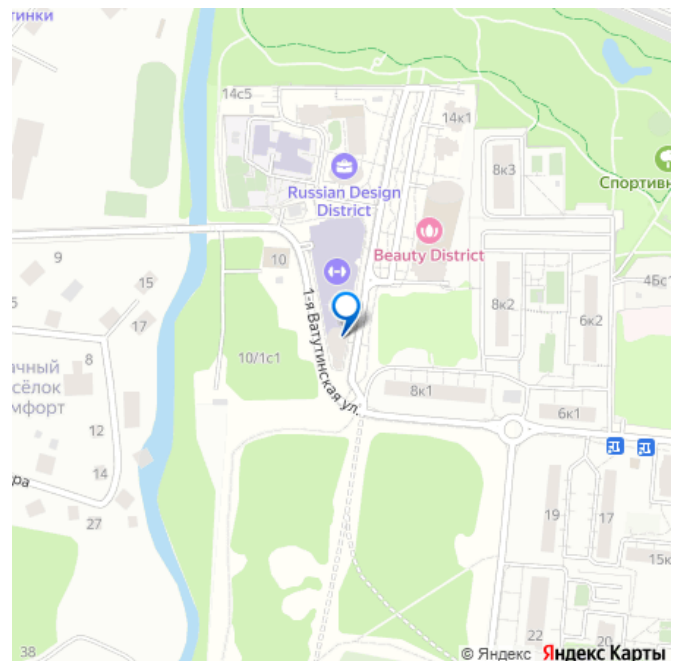 тинки
14с5
14к1
8к3
Спортивн
Russian Design
District
Beauty District
9
10
15
5
17
1-я Ватутинская ул.
8к2
6к2
4Бс1
8
ачный
сёлок
мфорт
10/1с1
8к1
6к1
12
14
ра
27
19
17
15к
38
22
20
© Яндекс Яндекс Карты